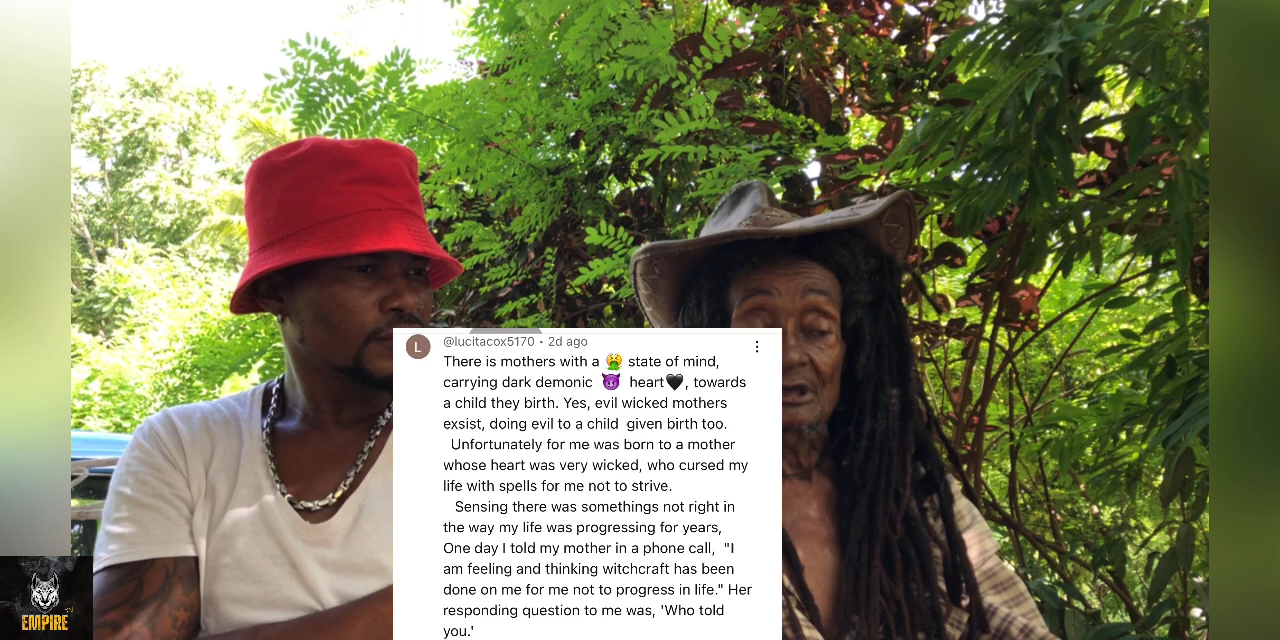 L @lucitacox5170 • 2d ago
There is mothers with a 🤮 state of mind,
carrying dark demonic 😈 heart🖤, towards
a child they birth. Yes, evil wicked mothers
exsist, doing evil to a child given birth too.
Unfortunately for me was born to a mother
whose heart was very wicked, who cursed my
life with spells for me not to strive.
Sensing there was somethings not right in
the way my life was progressing for years,
One day I told my mother in a phone call, "I
am feeling and thinking witchcraft has been
done on me for me not to progress in life." Her
responding question to me was, 'Who told
you.'
EMPIRE